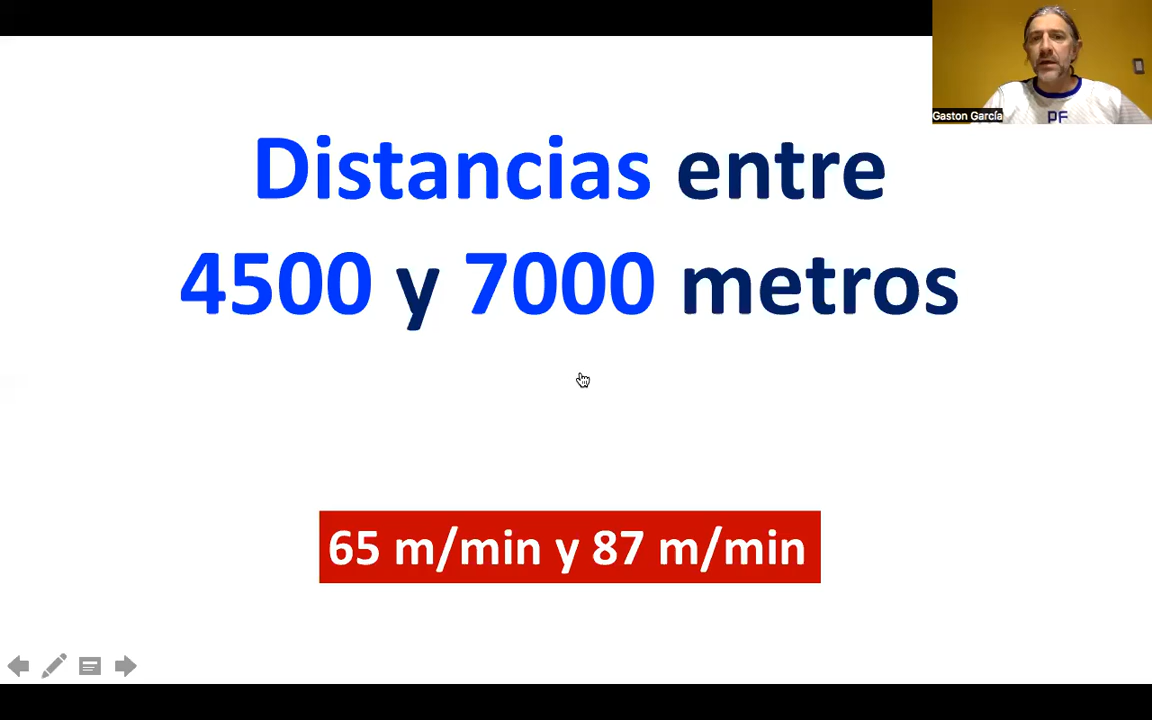 Gaston García
PF
Distancias entre
4500 y 7000 metros
65 m/min y 87 m/min